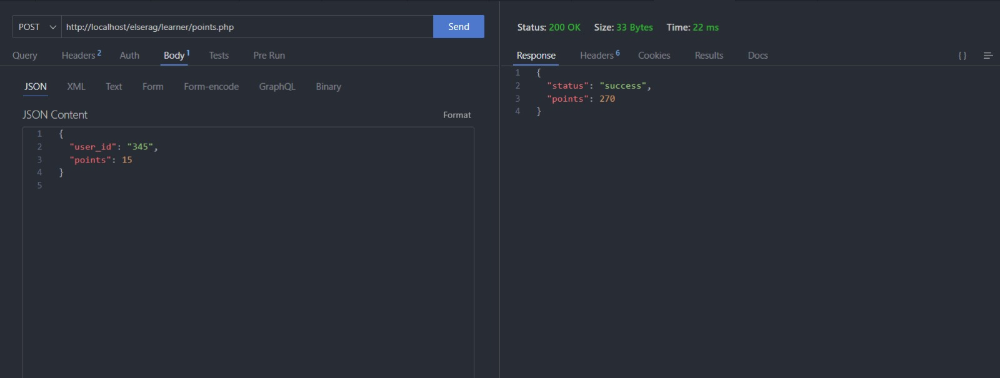 POST http://localhost/elserag/learner/points.php Send
Query Headers 2 Auth Body 1 Tests Pre Run
JSON XML Text Form Form-encode GraphQL Binary
JSON Content Format
1 {
2 "user_id": "345",
3 "points": 15
4 }
5
Status: 200 OK Size: 33 Bytes Time: 22 ms
Response Headers 6 Cookies Results Docs { }
1 {
2 "status": "success",
3 "points": 270
4 }